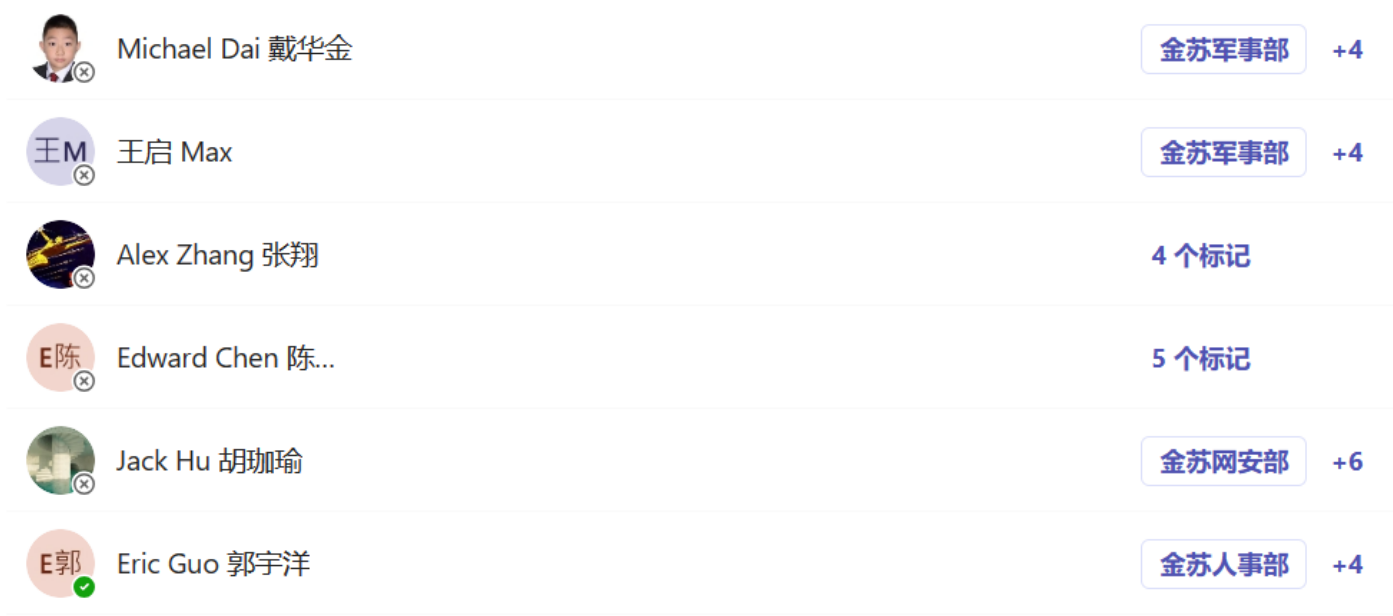 Michael Dai 戴华金 金苏军事部 +4
王M 王启 Max 金苏军事部 +4
Alex Zhang 张翔 4 个标记
E陈 Edward Chen 陈... 5 个标记
Jack Hu 胡珈瑜 金苏网安部 +6
E郭 Eric Guo 郭宇洋 金苏人事部 +4